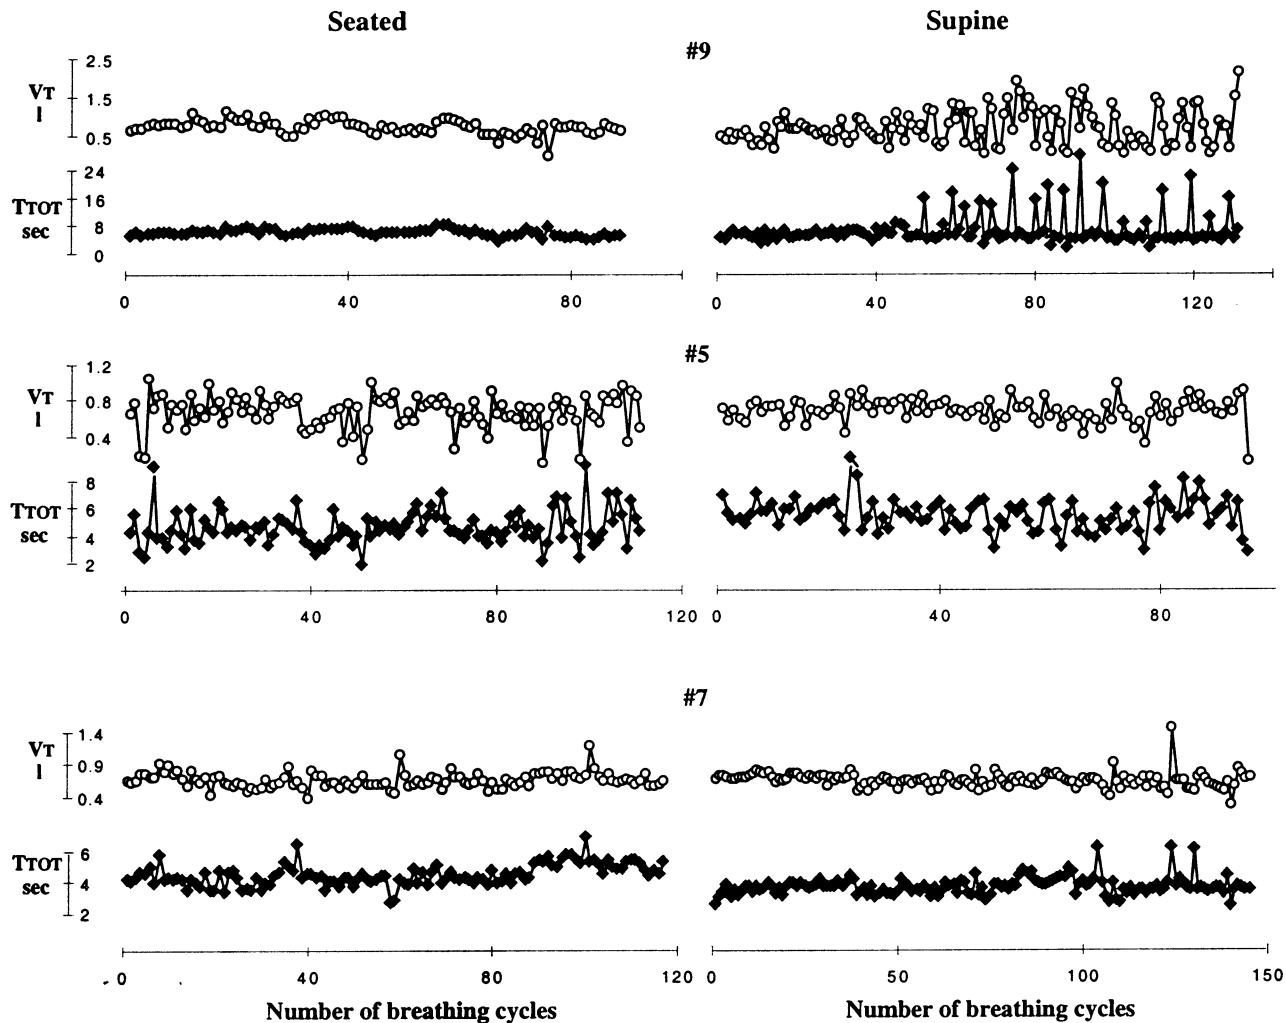 Seated Supine
#9
2.5
VT 1.5
l
0.5
24
TTOT 16
sec 8
0
0 40 80 0 40 80 120
#5
1.2
VT 0.8
l
0.4
8
TTOT 6
sec 4
2
0 40 80 120 0 40 80
#7
1.4
VT 0.9
l
0.4
6
TTOT 4
sec
2
0 40 80 120 0 50 100 150
Number of breathing cycles Number of breathing cycles